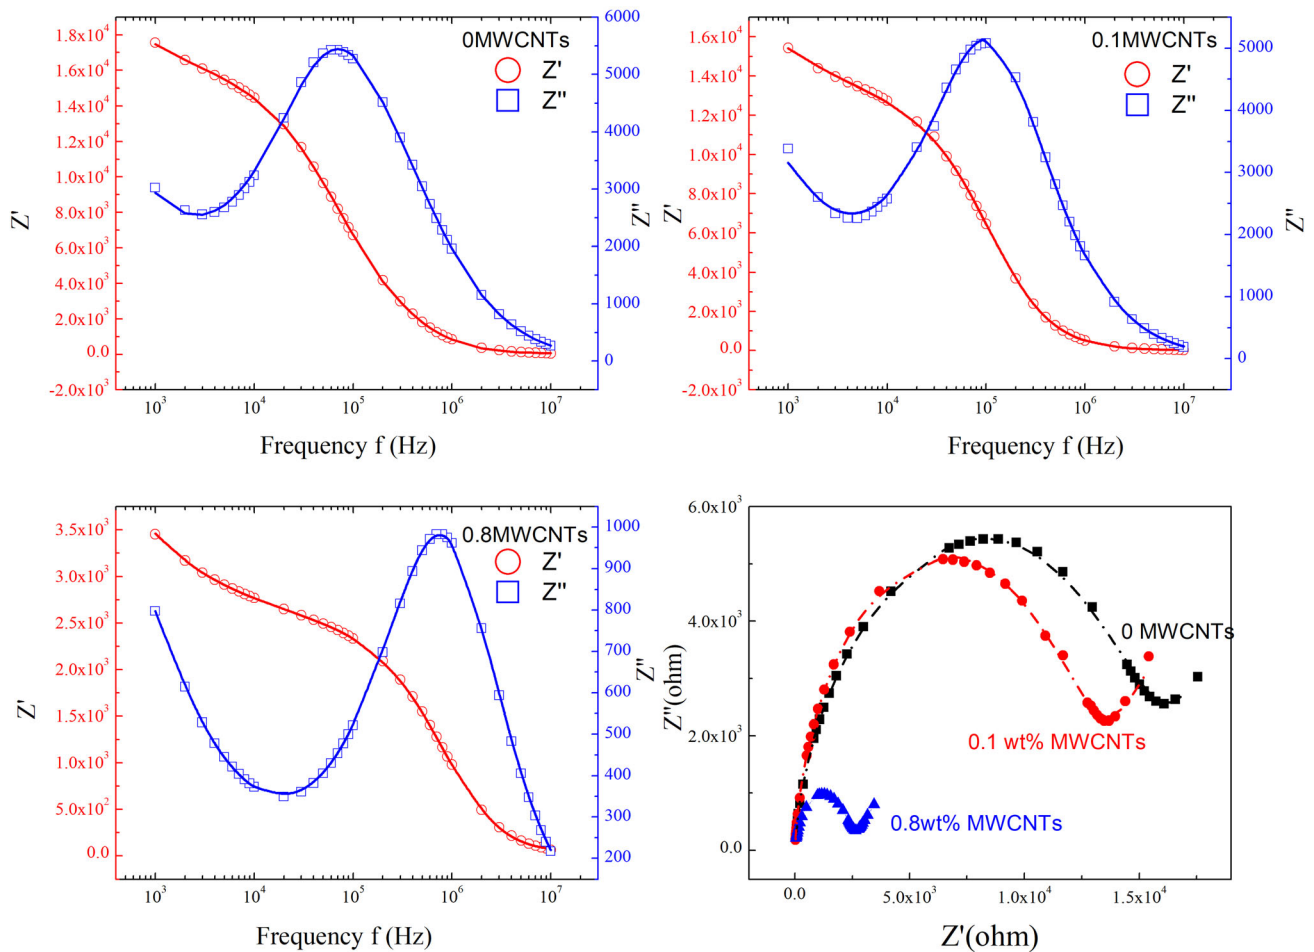 Z'
1.8x10⁴
1.6x10⁴
1.4x10⁴
1.2x10⁴
1.0x10⁴
8.0x10³
6.0x10³
4.0x10³
2.0x10³
0.0
-2.0x10³
0MWCNTs
Z'
Z"
6000
5000
4000
3000
2000
1000
0
Z"
10³ 10⁴ 10⁵ 10⁶ 10⁷
Frequency f (Hz)
Z'
1.6x10⁴
1.4x10⁴
1.2x10⁴
1.0x10⁴
8.0x10³
6.0x10³
4.0x10³
2.0x10³
0.0
-2.0x10³
0.1MWCNTs
Z'
Z"
5000
4000
3000
2000
1000
0
Z"
10³ 10⁴ 10⁵ 10⁶ 10⁷
Frequency f (Hz)
Z'
3.5x10³
3.0x10³
2.5x10³
2.0x10³
1.5x10³
1.0x10³
5.0x10²
0.0
0.8MWCNTs
Z'
Z"
1000
900
800
700
600
500
400
300
200
Z"
10³ 10⁴ 10⁵ 10⁶ 10⁷
Frequency f (Hz)
Z"(ohm)
6.0x10³
4.0x10³
2.0x10³
0.0
0 MWCNTs
0.1 wt% MWCNTs
0.8wt% MWCNTs
0.0 5.0x10³ 1.0x10⁴ 1.5x10⁴
Z'(ohm)